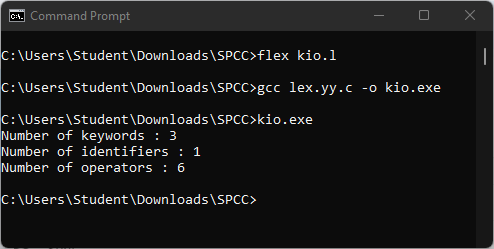 Command Prompt
C:\Users\Student\Downloads\SPCC>flex kio.l
C:\Users\Student\Downloads\SPCC>gcc lex.yy.c -o kio.exe
C:\Users\Student\Downloads\SPCC>kio.exe
Number of keywords : 3
Number of identifiers : 1
Number of operators : 6
C:\Users\Student\Downloads\SPCC>